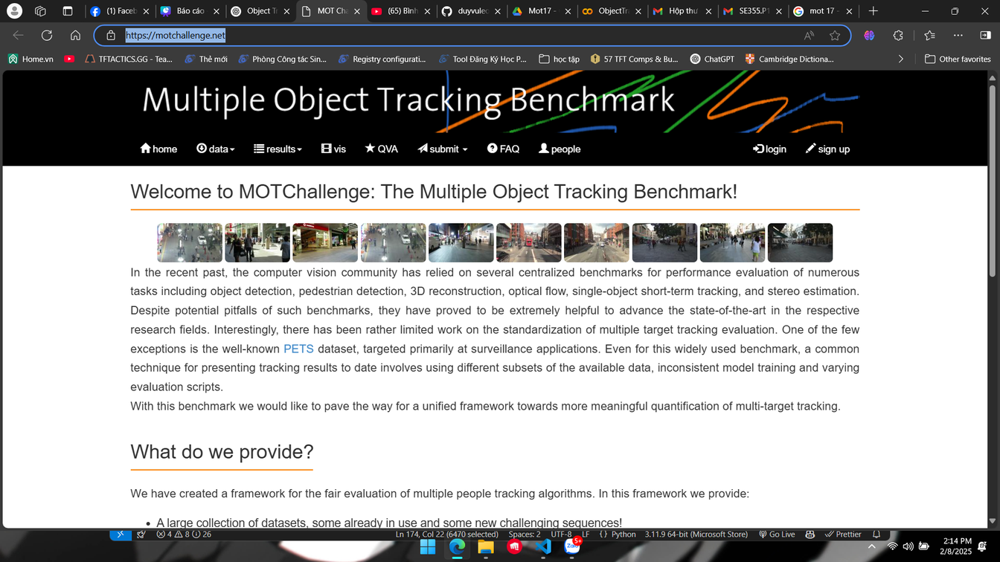 (1) Faceb
Báo cáo
Object T
MOT Cha
(65) Bình
duyvulec
Mot17 -
ObjectTra
Hộp thư
SE355.P1
mot 17 -
https://motchallenge.net
Home.vn
TFTACTICS.GG - Tea...
Thẻ mới
Phòng Công tác Sin...
Registry configurati...
Tool Đăng Ký Học P...
học tập
57 TFT Comps & Bu...
ChatGPT
Cambridge Dictiona...
Other favorites
Multiple Object Tracking Benchmark
home
data
results
vis
QVA
submit
FAQ
people
login
sign up
Welcome to MOTChallenge: The Multiple Object Tracking Benchmark!
In the recent past, the computer vision community has relied on several centralized benchmarks for performance evaluation of numerous
tasks including object detection, pedestrian detection, 3D reconstruction, optical flow, single-object short-term tracking, and stereo estimation.
Despite potential pitfalls of such benchmarks, they have proved to be extremely helpful to advance the state-of-the-art in the respective
research fields. Interestingly, there has been rather limited work on the standardization of multiple target tracking evaluation. One of the few
exceptions is the well-known PETS dataset, targeted primarily at surveillance applications. Even for this widely used benchmark, a common
technique for presenting tracking results to date involves using different subsets of the available data, inconsistent model training and varying
evaluation scripts.
With this benchmark we would like to pave the way for a unified framework towards more meaningful quantification of multi-target tracking.
What do we provide?
We have created a framework for the fair evaluation of multiple people tracking algorithms. In this framework we provide:
• A large collection of datasets, some already in use and some new challenging sequences!
4 8 26
Ln 174, Col 22 (6470 selected)
Spaces: 2
UTF-8
LF
{} Python
3.11.9 64-bit (Microsoft Store)
Go Live
Prettier
Zalo
5+
2:14 PM
2/8/2025